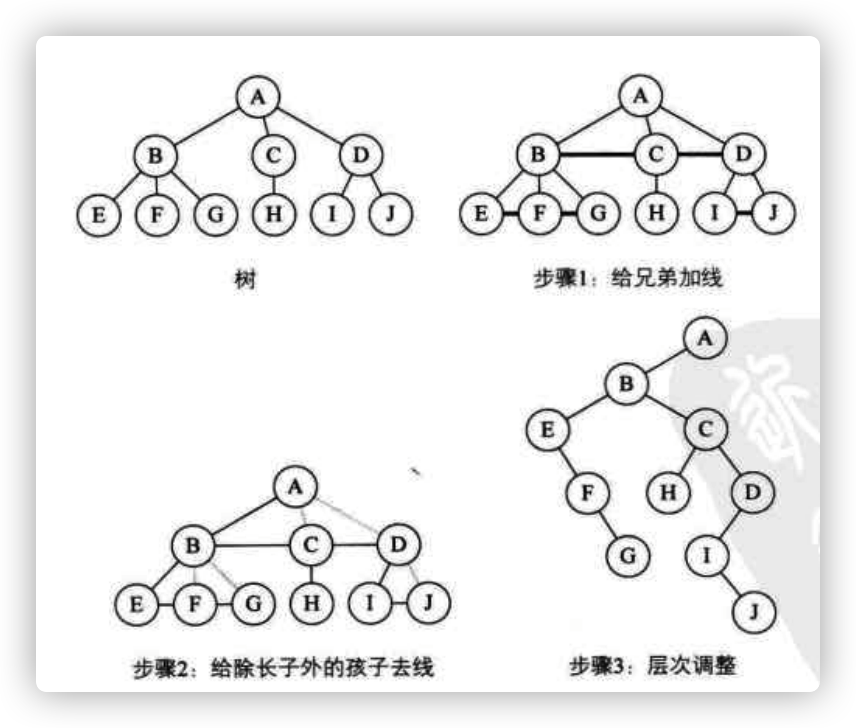 A
B C D
E F G H I J
树
A
B C D
E F G H I J
步骤1：给兄弟加线
A
B C D
E F G H I J
步骤2：给除长子外的孩子去线
A
B
E C
F H D
G I
J
步骤3：层次调整